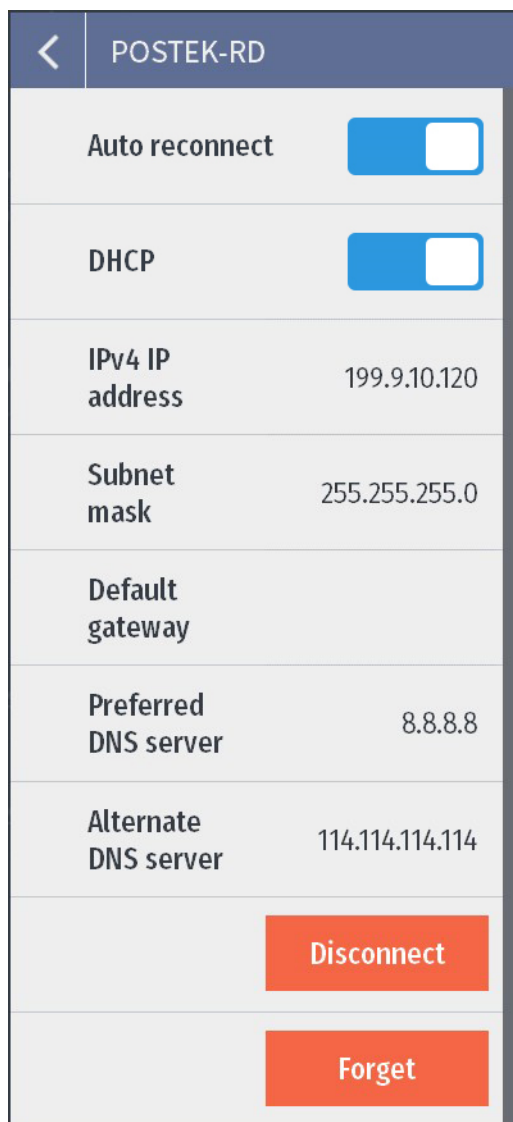 POSTEK-RD
Auto reconnect
DHCP
IPv4 IP
address
199.9.10.120
Subnet
mask
255.255.255.0
Default
gateway
Preferred
DNS server
8.8.8.8
Alternate
DNS server
114.114.114.114
Disconnect
Forget